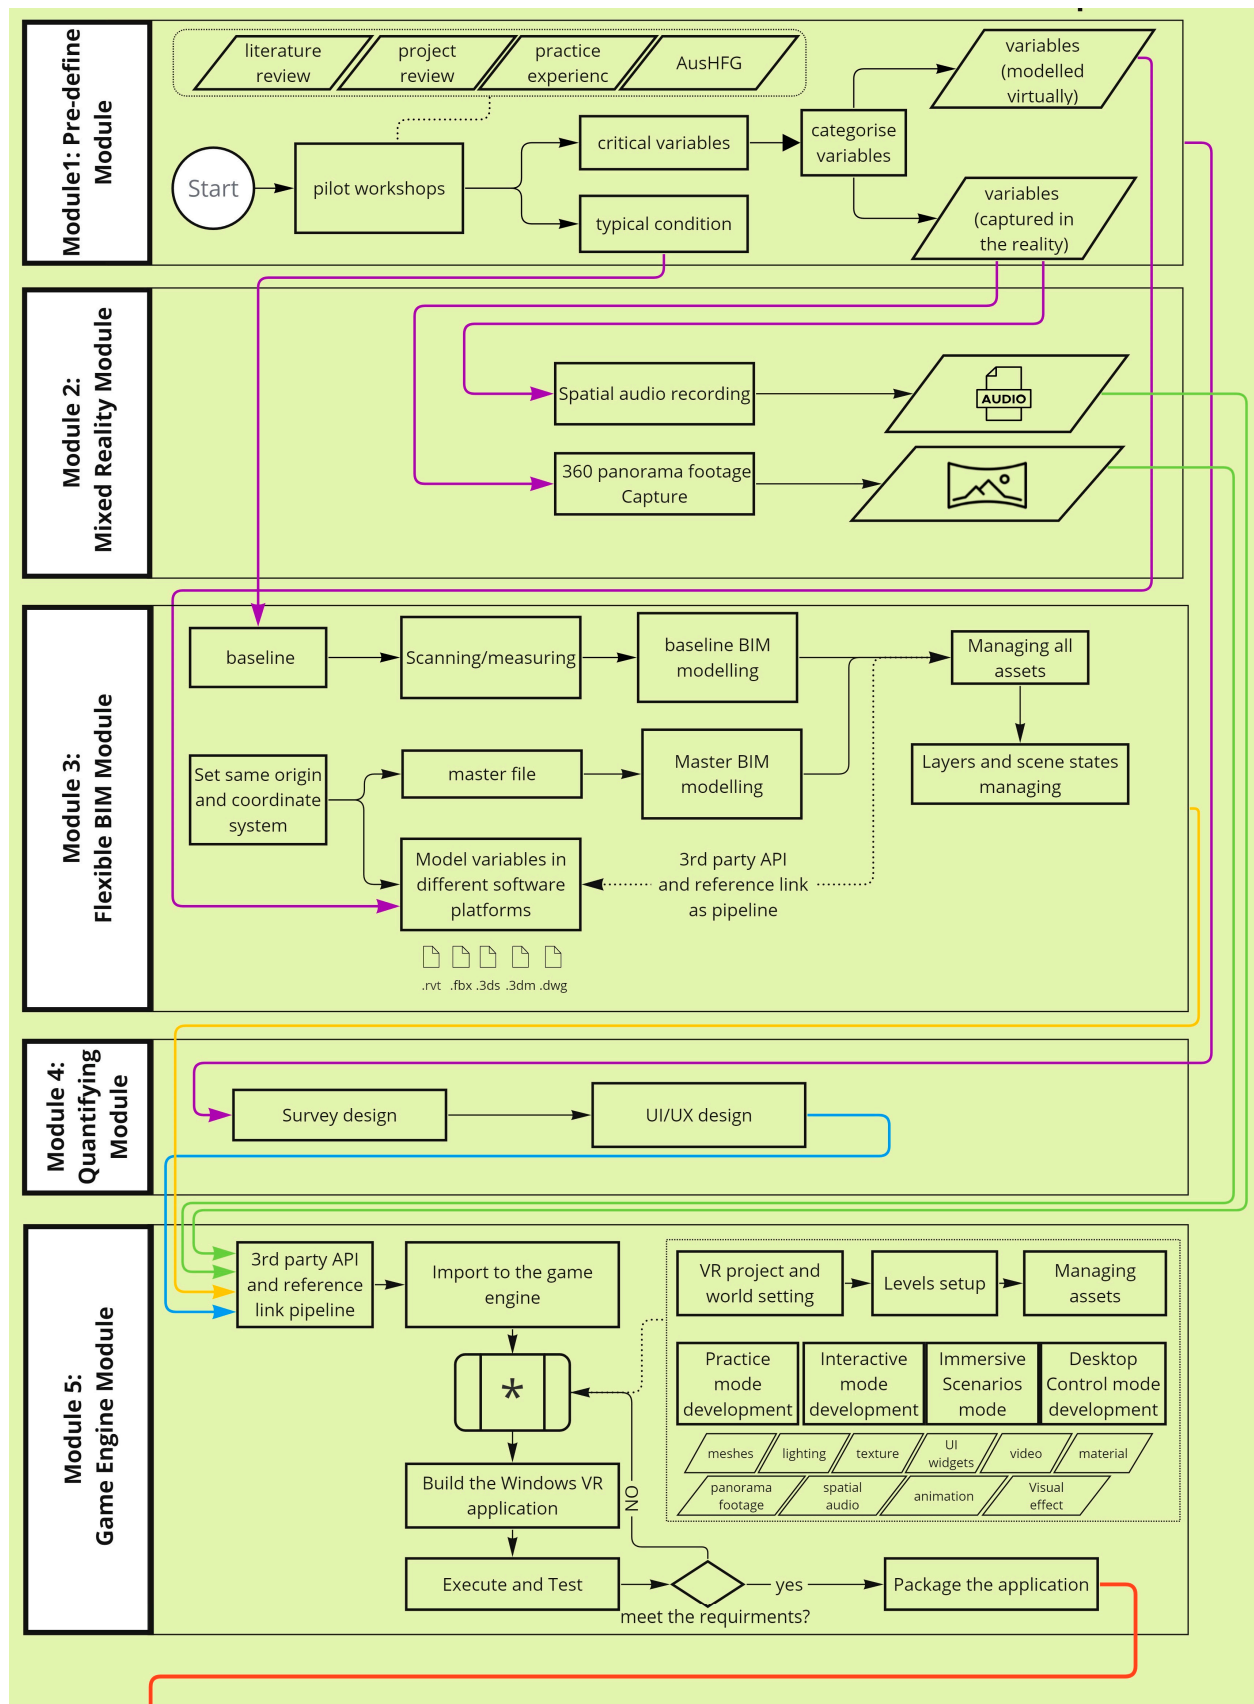 Module1: Pre-define
Module
literature
review
project
review
practice
experienc
AusHFG
variables
(modelled
virtually)
Start
pilot workshops
critical variables
categorise
variables
typical condition
variables
(captured in
the reality)
Module 2:
Mixed Reality Module
Spatial audio recording
AUDIO
360 panorama footage
Capture
Module 3:
Flexible BIM Module
baseline
Scanning/measuring
baseline BIM
modelling
Managing all
assets
Set same origin
and coordinate
system
master file
Master BIM
modelling
Layers and scene states
managing
Model variables in
different software
platforms
3rd party API
and reference link
as pipeline
.rvt .fbx .3ds .3dm .dwg
Module 4:
Quantifying
Module
Survey design
UI/UX design
Module 5:
Game Engine Module
3rd party API
and reference
link pipeline
Import to the game
engine
VR project and
world setting
Levels setup
Managing
assets
*
Practice
mode
development
Interactive
mode
development
Immersive
Scenarios
mode
Desktop
Control mode
development
meshes
lighting
texture
UI
widgets
video
material
panorama
footage
spatial
audio
animation
Visual
effect
Build the Windows VR
application
NO
Execute and Test
meet the requirments?
yes
Package the application